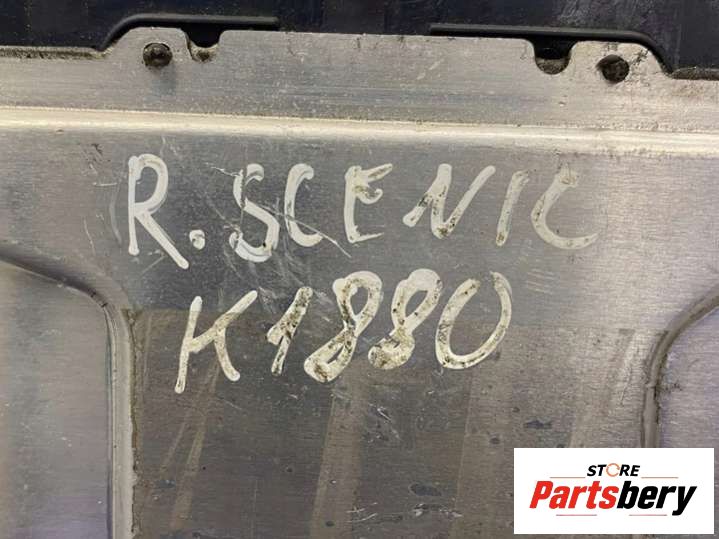 R. SCENIC
K1880
STORE
Partsbery